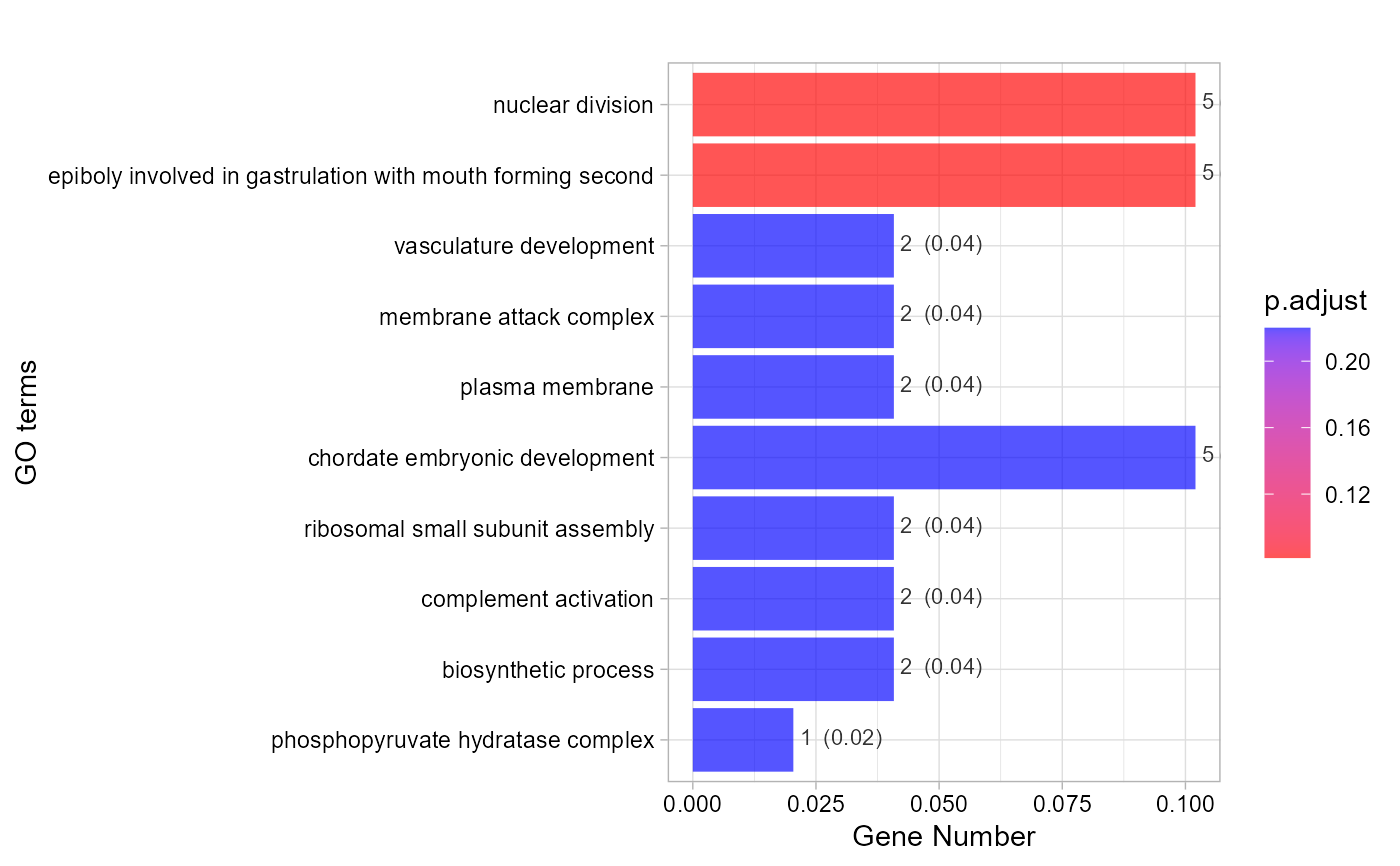 nuclear division
5
epiboly involved in gastrulation with mouth forming second
5
vasculature development
2 (0.04)
membrane attack complex
2 (0.04)
plasma membrane
2 (0.04)
chordate embryonic development
5
ribosomal small subunit assembly
2 (0.04)
complement activation
2 (0.04)
biosynthetic process
2 (0.04)
phosphopyruvate hydratase complex
1 (0.02)
0.000 0.025 0.050 0.075 0.100
Gene Number
GO terms
p.adjust
0.20
0.16
0.12